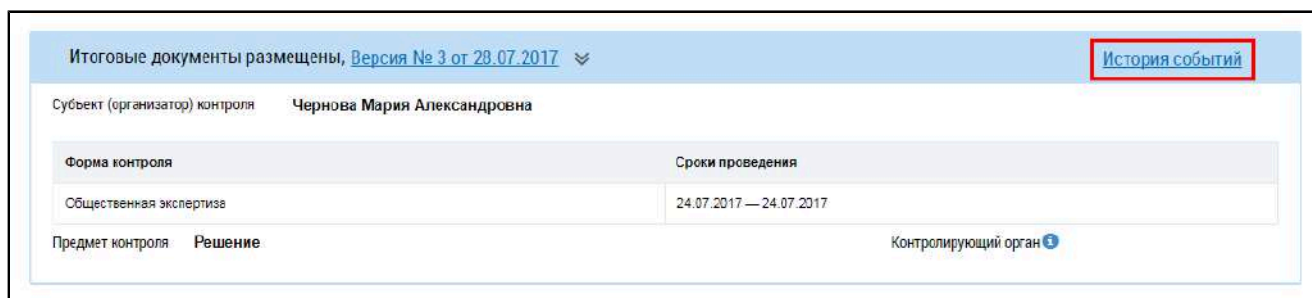 Итоговые документы размещены, Версия № 3 от 28.07.2017 История событий
Субъект (организатор) контроля Чернова Мария Александровна
Форма контроля Сроки проведения
Общественная экспертиза 24.07.2017 — 24.07.2017
Предмет контроля Решение Контролирующий орган